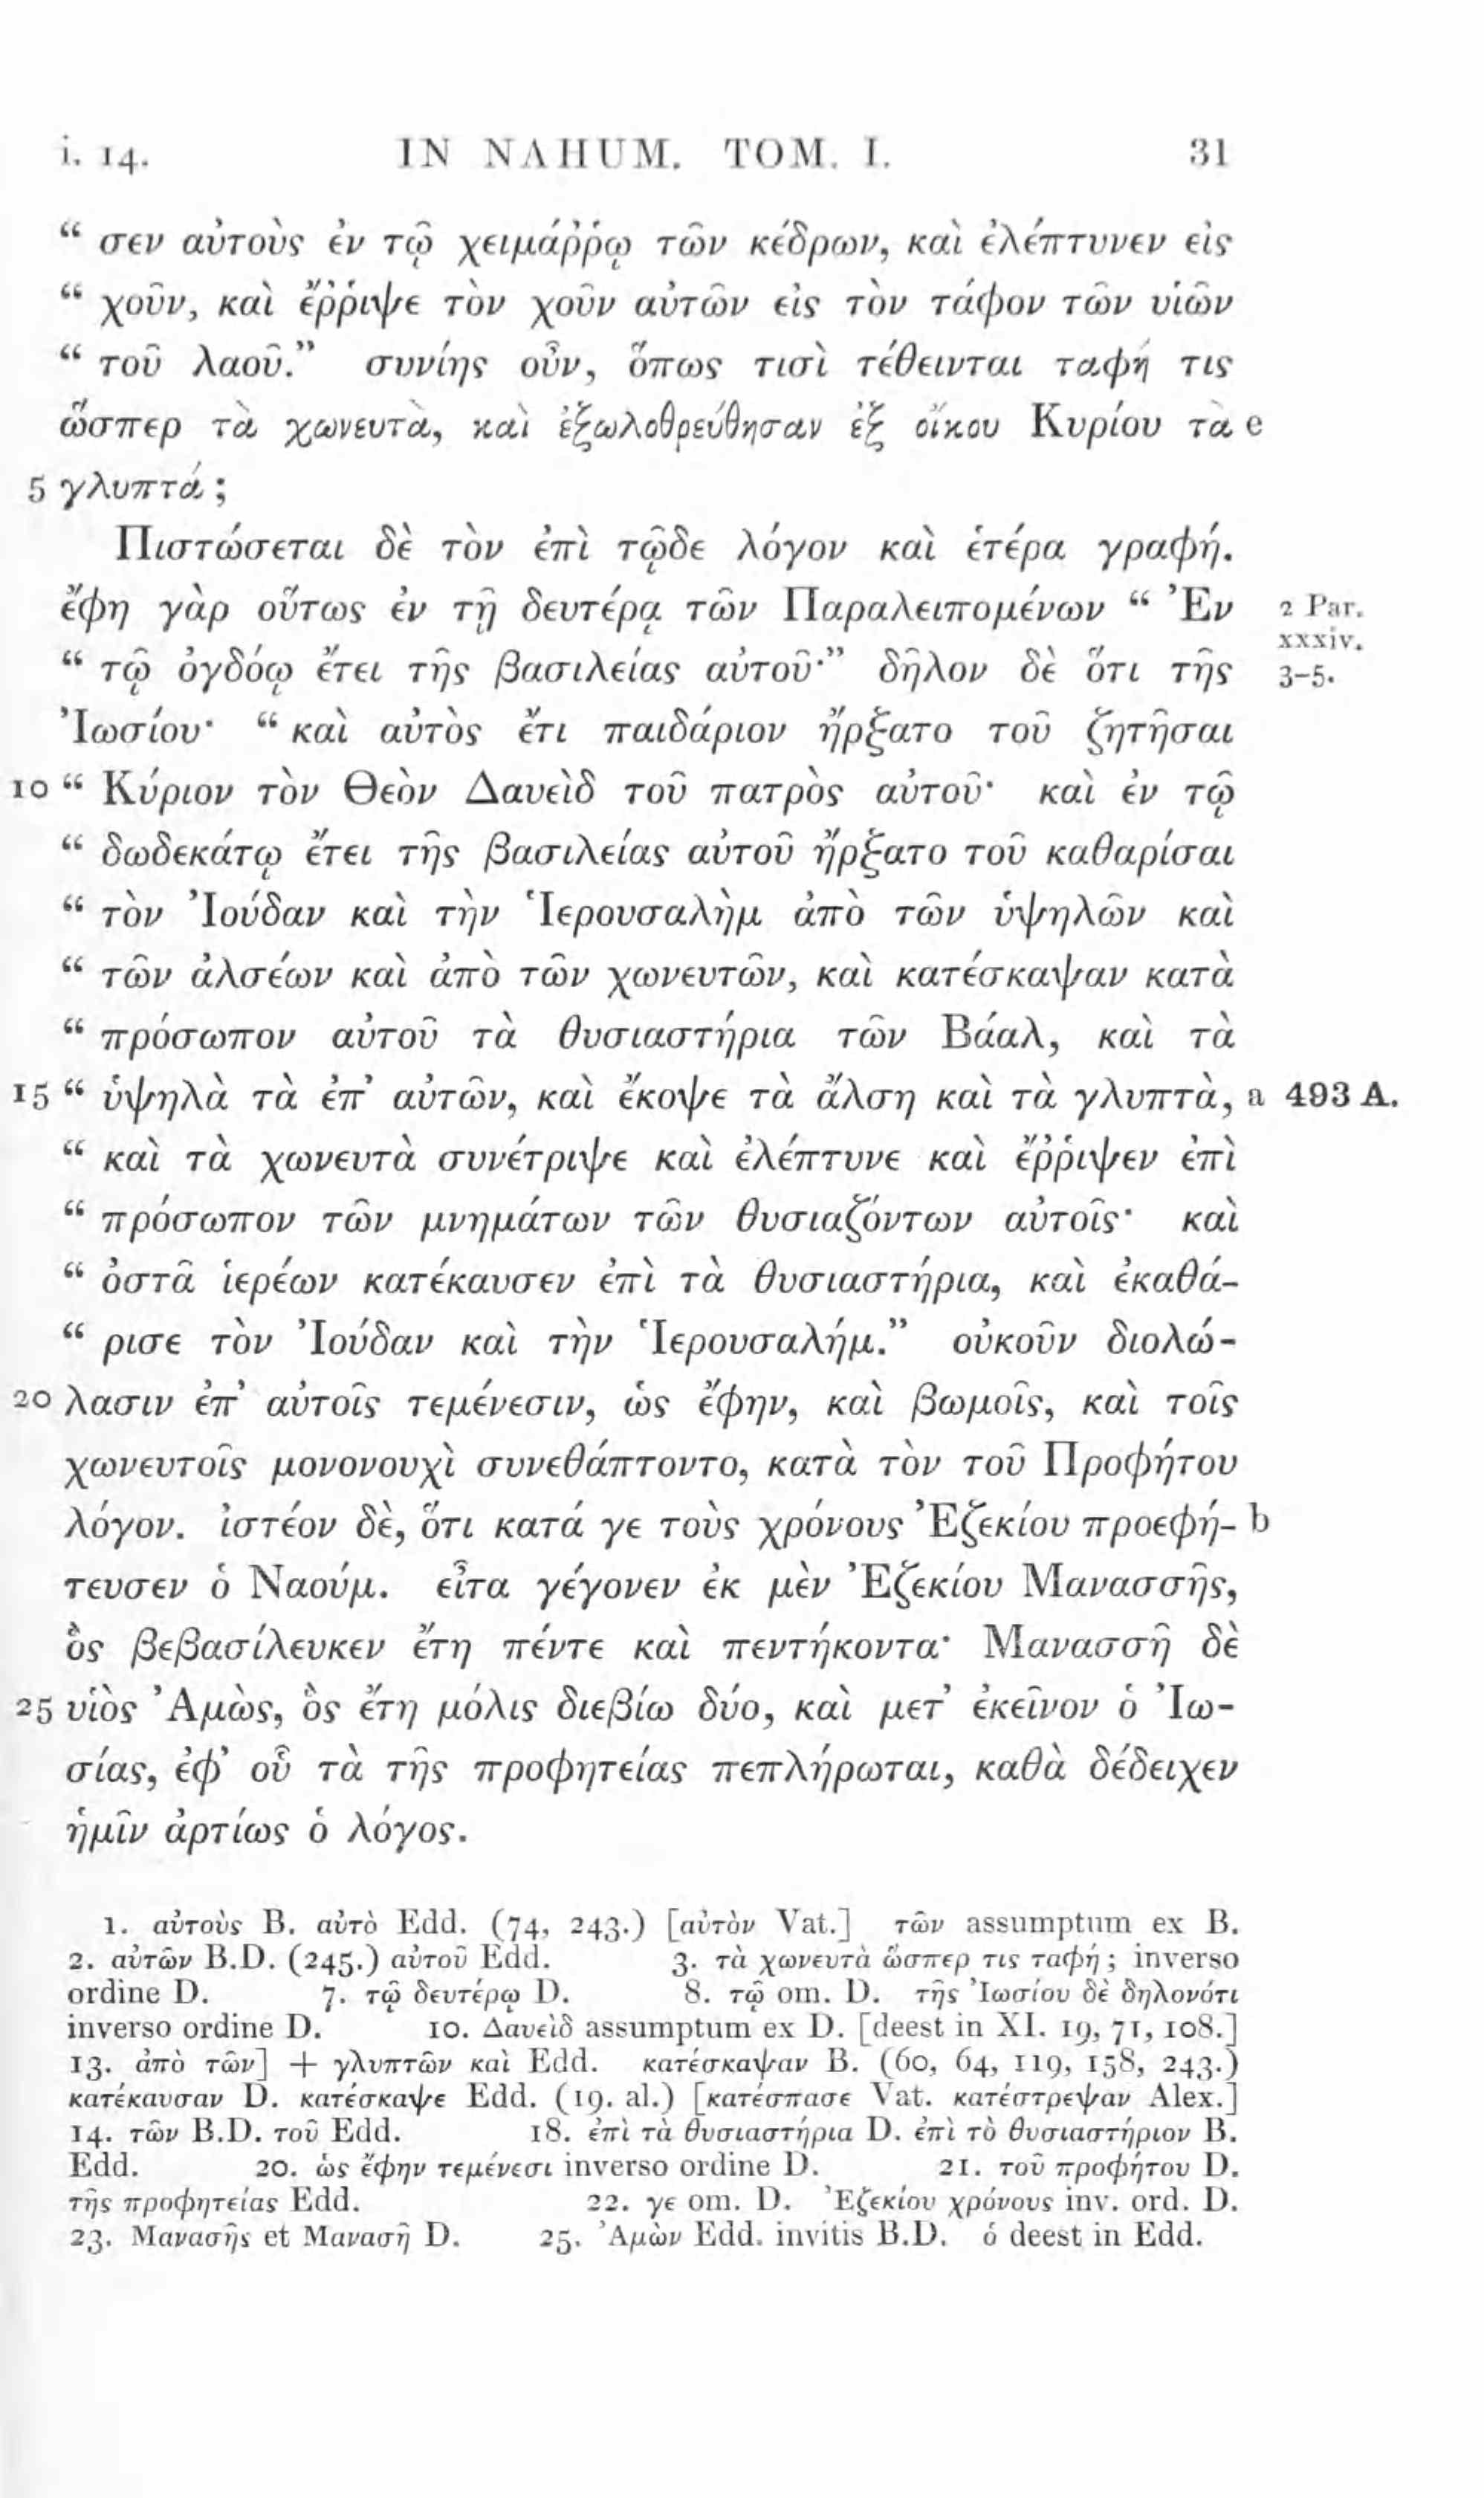 i. 14. IN NAHUM. TOM. I. 31
“ σεν αὐτοὺς ἐν τῷ χειμάῤῥῳ τῶν κέδρων, καὶ ἐλέπτυνεν εἰς
“ χοῦν, καὶ ἔῤῥιψε τὸν χοῦν αὐτῶν εἰς τὸν τάφον τῶν υἱῶν
“ τοῦ λαοῦ.” συνίης οὖν, ὅπως τισὶ τέθεινται ταφή τις
ὥσπερ τὰ χωνευτὰ, καὶ ἐξωλοθρεύθησαν ἐξ οἴκου Κυρίου τὰ e
5 γλυπτά ;
Πιστώσεται δὲ τὸν ἐπὶ τῷδε λόγον καὶ ἑτέρα γραφή.
ἔφη γὰρ οὕτως ἐν τῇ δευτέρᾳ τῶν Παραλειπομένων “ Ἐν 2 Par.
xxxiv.
“ τῷ ὀγδόῳ ἔτει τῆς βασιλείας αὐτοῦ·” δῆλον δὲ ὅτι τῆς 3-5.
Ἰωσίου· “ καὶ αὐτὸς ἔτι παιδάριον ἤρξατο τοῦ ζητῆσαι
10 “ Κύριον τὸν Θεὸν Δαυεὶδ τοῦ πατρὸς αὐτοῦ· καὶ ἐν τῷ
“ δωδεκάτῳ ἔτει τῆς βασιλείας αὐτοῦ ἤρξατο τοῦ καθαρίσαι
“ τὸν Ἰούδαν καὶ τὴν Ἱερουσαλὴμ ἀπὸ τῶν ὑψηλῶν καὶ
“ τῶν ἀλσέων καὶ ἀπὸ τῶν χωνευτῶν, καὶ κατέσκαψαν κατὰ
“ πρόσωπον αὐτοῦ τὰ θυσιαστήρια τῶν Βάαλ, καὶ τὰ
15 “ ὑψηλὰ τὰ ἐπ’ αὐτῶν, καὶ ἔκοψε τὰ ἄλση καὶ τὰ γλυπτὰ, a 493 A.
“ καὶ τὰ χωνευτὰ συνέτριψε καὶ ἐλέπτυνε καὶ ἔῤῥιψεν ἐπὶ
“ πρόσωπον τῶν μνημάτων τῶν θυσιαζόντων αὐτοῖς· καὶ
“ ὀστᾶ ἱερέων κατέκαυσεν ἐπὶ τὰ θυσιαστήρια, καὶ ἐκαθά-
“ ρισε τὸν Ἰούδαν καὶ τὴν Ἱερουσαλήμ.” οὐκοῦν διολώ-
20 λασιν ἐπ’ αὐτοῖς τεμένεσιν, ὡς ἔφην, καὶ βωμοῖς, καὶ τοῖς
χωνευτοῖς μονονουχὶ συνεθάπτοντο, κατὰ τὸν τοῦ Προφήτου
λόγον. ἰστέον δὲ, ὅτι κατά γε τοὺς χρόνους Ἐζεκίου προεφή- b
τευσεν ὁ Ναούμ. εἶτα γέγονεν ἐκ μὲν Ἐζεκίου Μανασσῆς,
ὃς βεβασίλευκεν ἔτη πέντε καὶ πεντήκοντα· Μανασσῆ δὲ
25 υἱὸς Ἀμὼς, ὃς ἔτη μόλις διεβίω δύο, καὶ μετ’ ἐκεῖνον ὁ Ἰω-
σίας, ἐφ’ οὗ τὰ τῆς προφητείας πεπλήρωται, καθὰ δέδειχεν
ἡμῖν ἀρτίως ὁ λόγος.
1. αὐτοὺς B. αὐτὸ Edd. (74, 243.) [αὐτὸν Vat.] τῶν assumptum ex B.
2. αὐτῶν B.D. (245.) αὐτοῦ Edd. 3. τὰ χωνευτὰ ὥσπερ τις ταφή ; inverso
ordine D. 7. τῷ δευτέρῳ D. 8. τῷ om. D. τῆς Ἰωσίου δὲ δηλονότι
inverso ordine D. 10. Δαυεὶδ assumptum ex D. [deest in XI. 19, 71, 108.]
13. ἀπὸ τῶν] + γλυπτῶν καὶ Edd. κατέσκαψαν B. (60, 64, 119, 158, 243.)
κατέκαυσαν D. κατέσκαψε Edd. (19. al.) [κατέσπασε Vat. κατέστρεψαν Alex.]
14. τῶν B.D. τοῦ Edd. 18. ἐπὶ τὰ θυσιαστήρια D. ἐπὶ τὸ θυσιαστήριον B.
Edd. 20. ὡς ἔφην τεμένεσι inverso ordine D. 21. τοῦ προφήτου D.
τῆς προφητείας Edd. 22. γε om. D. Ἐζεκίου χρόνους inv. ord. D.
23. Μανασῆς et Μανασῆ D. 25. Ἀμὼν Edd. invitis B.D. ὁ deest in Edd.